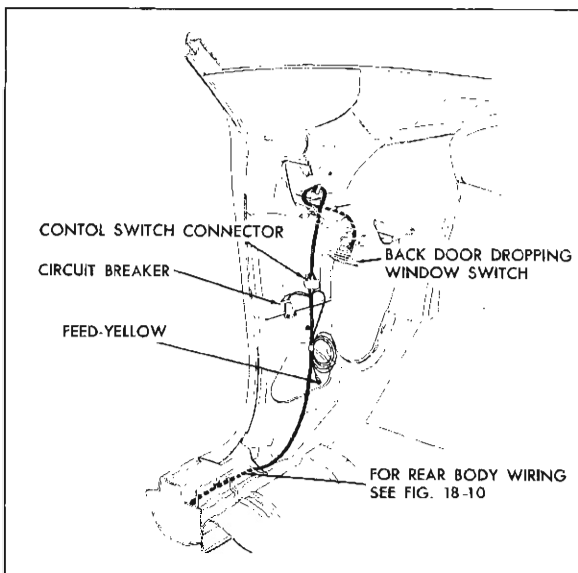 CONTOL SWITCH CONNECTOR
CIRCUIT BREAKER
FEED-YELLOW
BACK DOOR DROPPING
WINDOW SWITCH
FOR REAR BODY WIRING
SEE FIG. 18-10